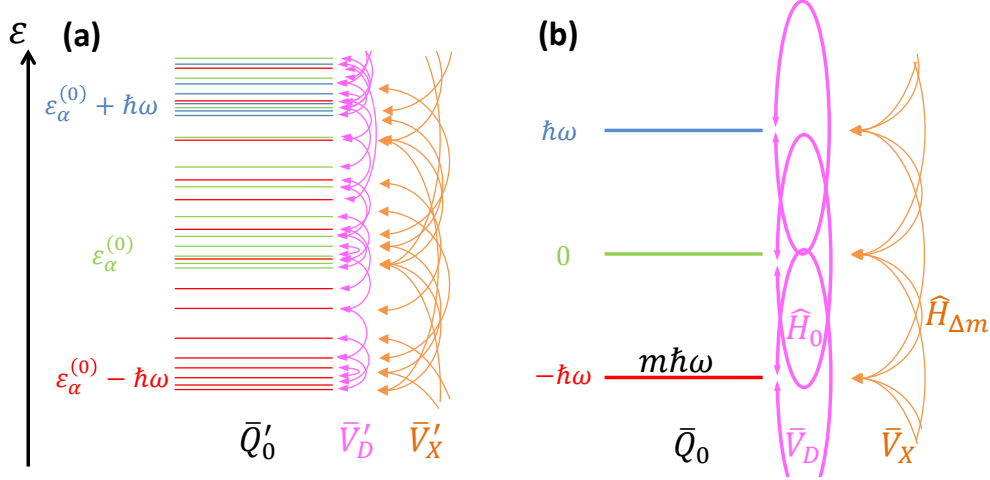 ε
(a)
ε_α^(0) + ħω
ε_α^(0)
ε_α^(0) − ħω
Q̄′_0
V̄′_D
V̄′_X
(b)
ħω
0
−ħω
mħω
Ĥ_0
Ĥ_Δm
Q̄_0
V̄_D
V̄_X